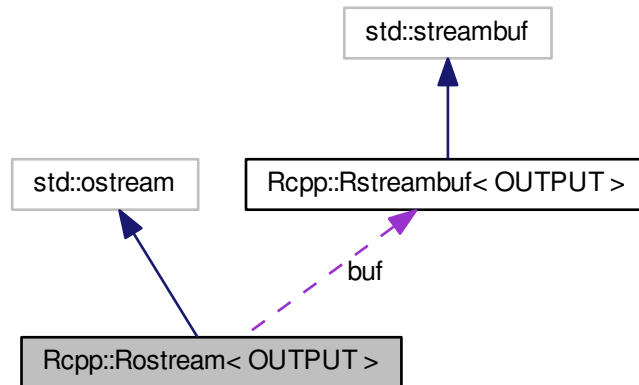 std::streambuf
std::ostream
Rcpp::Rstreambuf< OUTPUT >
buf
Rcpp::Rostream< OUTPUT >